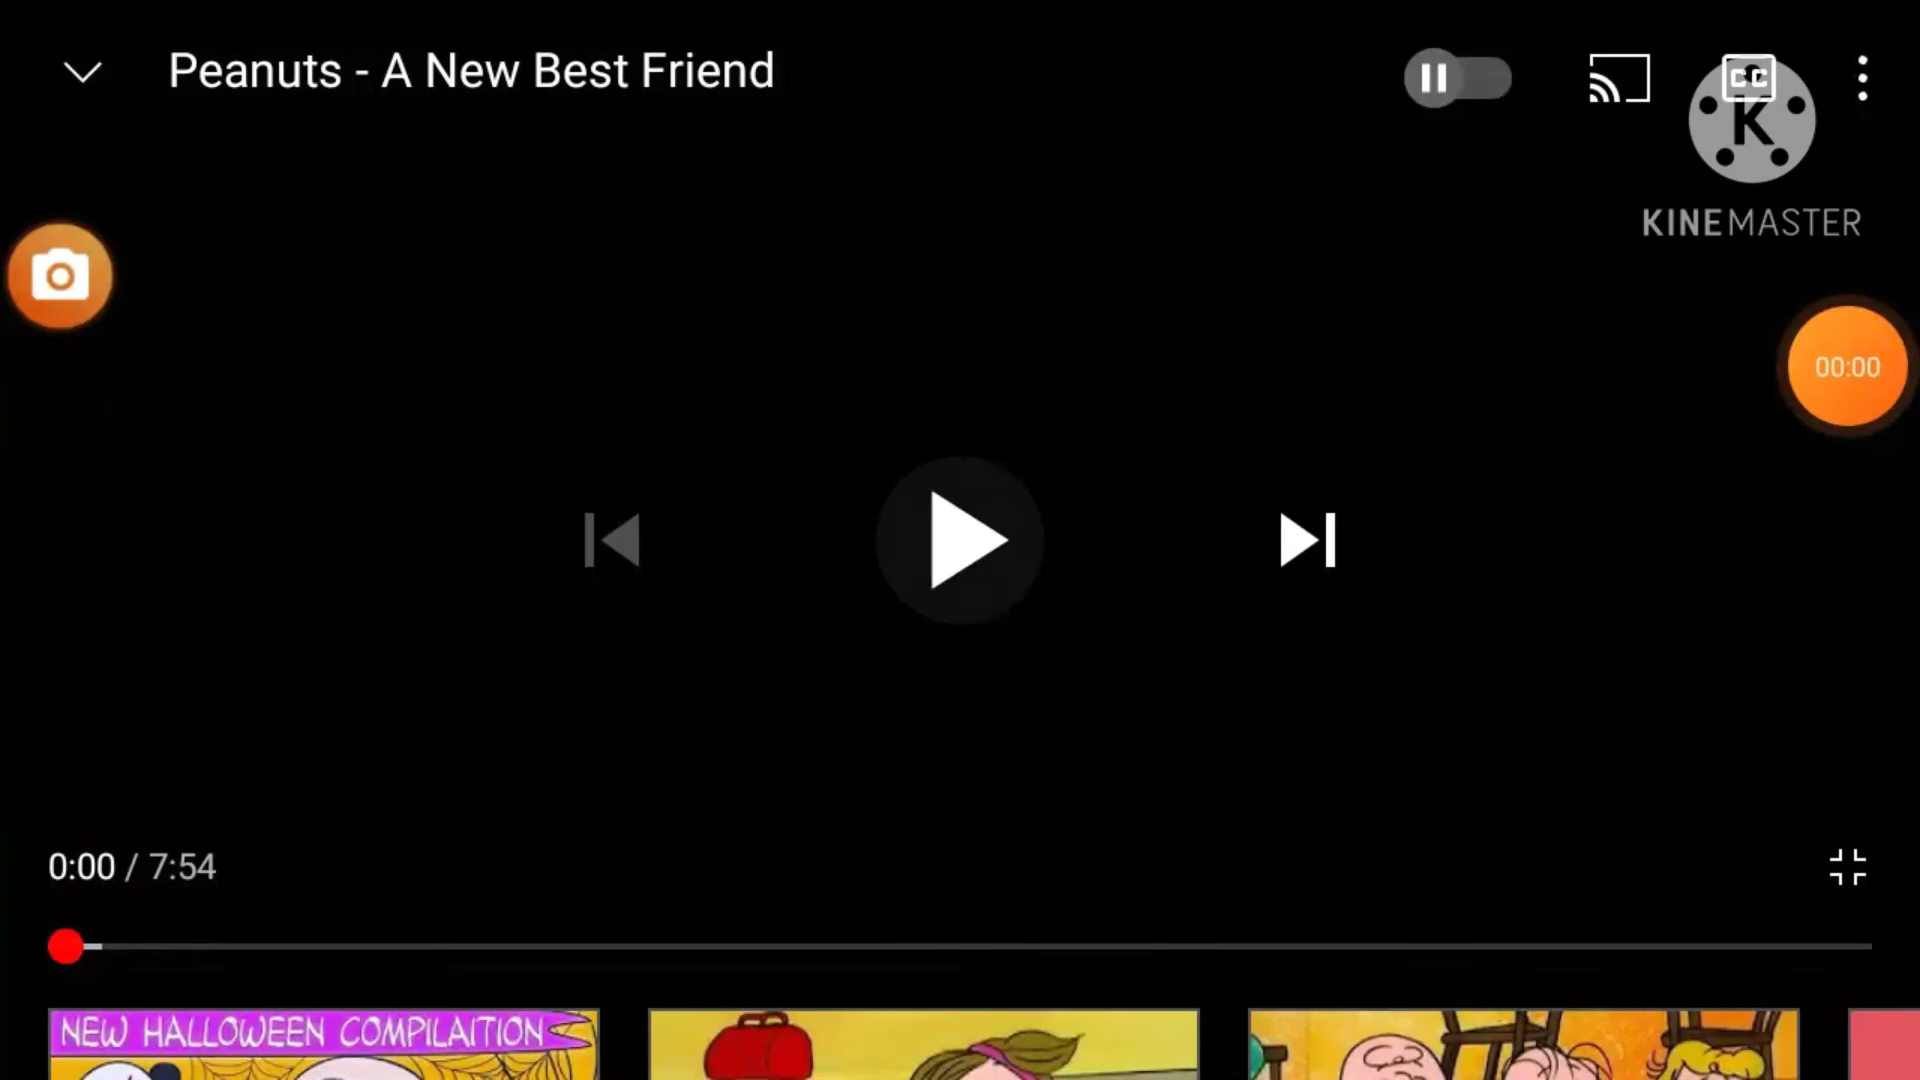 Peanuts - A New Best Friend
CC
K
KINEMASTER
00:00
0:00 / 7:54
NEW HALLOWEEN COMPILAITION